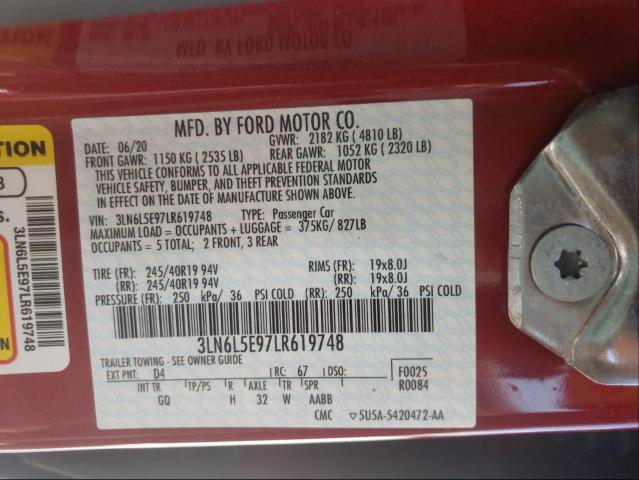 MFD. BY FORD MOTOR CO.
DATE: 06/20 GVWR: 2182 KG ( 4810 LB)
FRONT GAWR: 1150 KG ( 2535 LB) REAR GAWR: 1052 KG ( 2320 LB)
THIS VEHICLE CONFORMS TO ALL APPLICABLE FEDERAL MOTOR
VEHICLE SAFETY, BUMPER, AND THEFT PREVENTION STANDARDS
IN EFFECT ON THE DATE OF MANUFACTURE SHOWN ABOVE.
VIN: 3LN6L5E97LR619748 TYPE: Passenger Car
MAXIMUM LOAD = OCCUPANTS + LUGGAGE = 375KG/ 827LB
OCCUPANTS = 5 TOTAL; 2 FRONT, 3 REAR
TIRE (FR): 245/40R19 94V RIMS (FR): 19x8.0J
(RR): 245/40R19 94V (RR): 19x8.0J
PRESSURE (FR): 250 kPa/ 36 PSI COLD (RR): 250 kPa/ 36 PSI COLD
3LN6L5E97LR619748
TRAILER TOWING - SEE OWNER GUIDE
EXT PNT: D4 RC: 67 DSO: F0025
R0084
INT TR TP/PS R AXLE TR SPR
GQ H 32 W AABB
CMC 5U5A-5420472-AA
TION
3
S.
3LN6L5E97LR619748
MFD. BY FORD MOTOR CO.